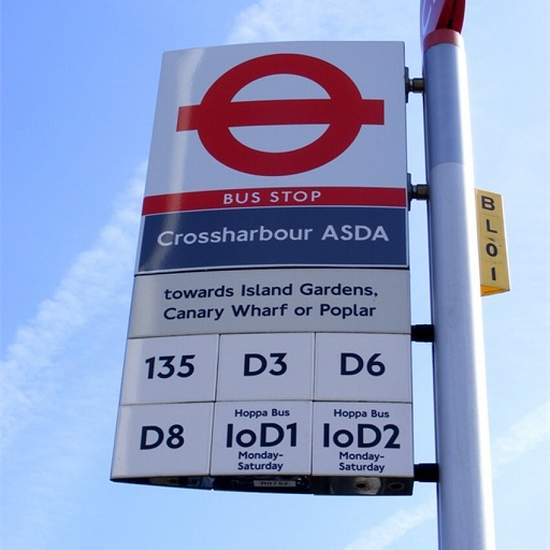 BUS STOP
Crossharbour ASDA
towards Island Gardens,
Canary Wharf or Poplar
135
D3
D6
D8
Hoppa Bus
IoD1
Monday-
Saturday
Hoppa Bus
IoD2
Monday-
Saturday
BL01